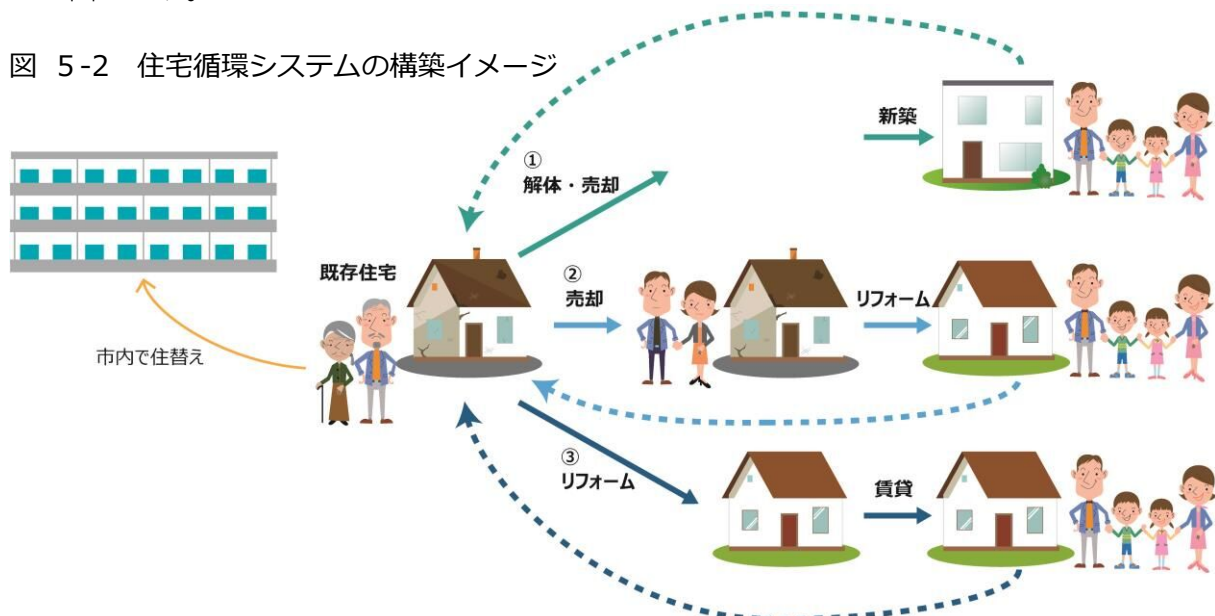 図 5-2 住宅循環システムの構築イメージ
新築
①
解体・売却
既存住宅
②
売却
リフォーム
市内で住替え
③
リフォーム
賃貸